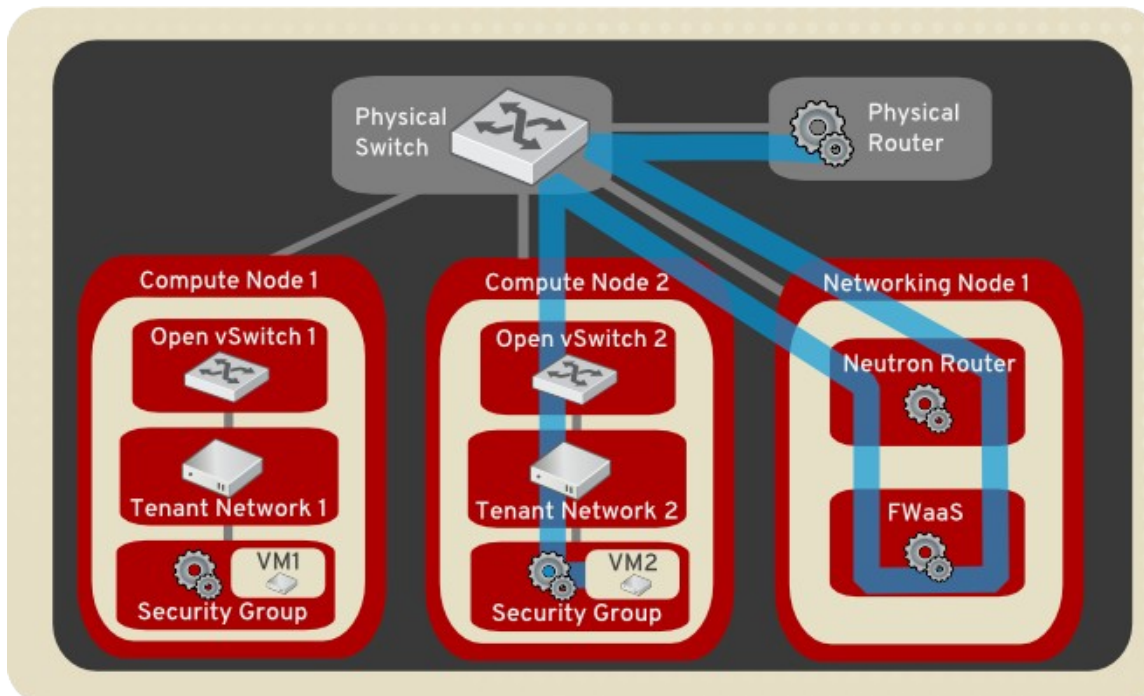 Physical
Switch
Physical
Router
Compute Node 1
Open vSwitch 1
Tenant Network 1
VM1
Security Group
Compute Node 2
Open vSwitch 2
Tenant Network 2
VM2
Security Group
Networking Node 1
Neutron Router
FWaaS